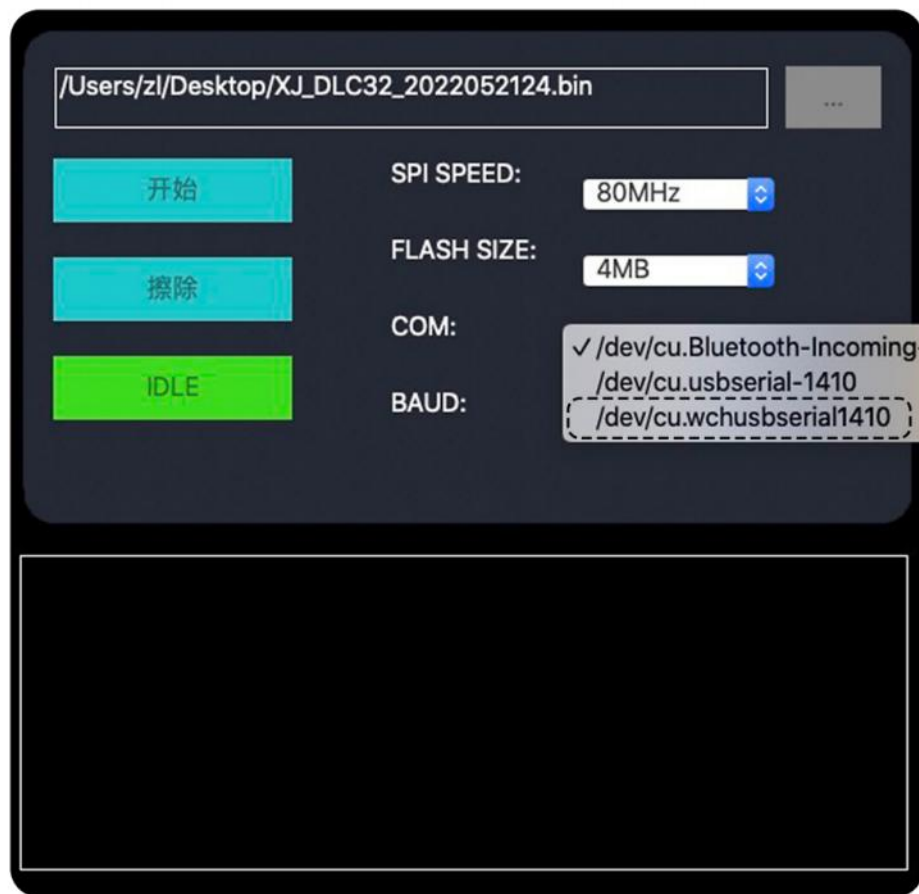 /Users/zl/Desktop/XJ_DLC32_2022052124.bin
...
开始
SPI SPEED:
80MHz
擦除
FLASH SIZE:
4MB
IDLE
COM:
✓ /dev/cu.Bluetooth-Incoming-
/dev/cu.usbserial-1410
/dev/cu.wchusbserial1410
BAUD: